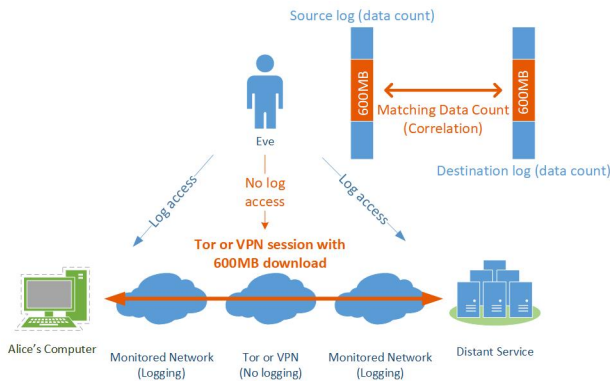 Source log (data count)
600MB
600MB
Matching Data Count
(Correlation)
Destination log (data count)
Eve
Log access
No log
access
Log access
Tor or VPN session with
600MB download
Alice's Computer
Monitored Network
(Logging)
Tor or VPN
(No logging)
Monitored Network
(Logging)
Distant Service